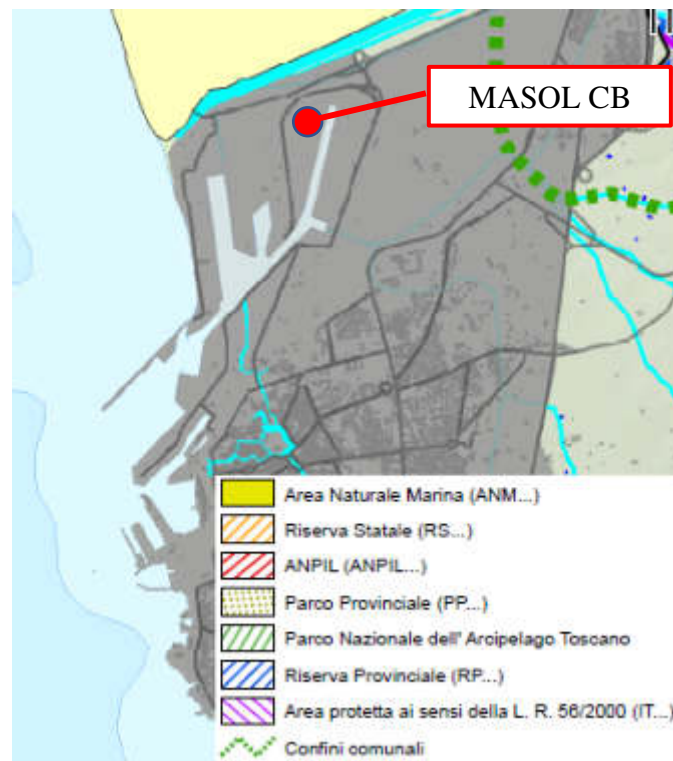 MASOL CB
Area Naturale Marina (ANM...)
Riserva Statale (RS...)
ANPIL (ANPIL...)
Parco Provinciale (PP...)
Parco Nazionale dell' Arcipelago Toscano
Riserva Provinciale (RP...)
Area protetta ai sensi della L. R. 56/2000 (IT...)
Confini comunali